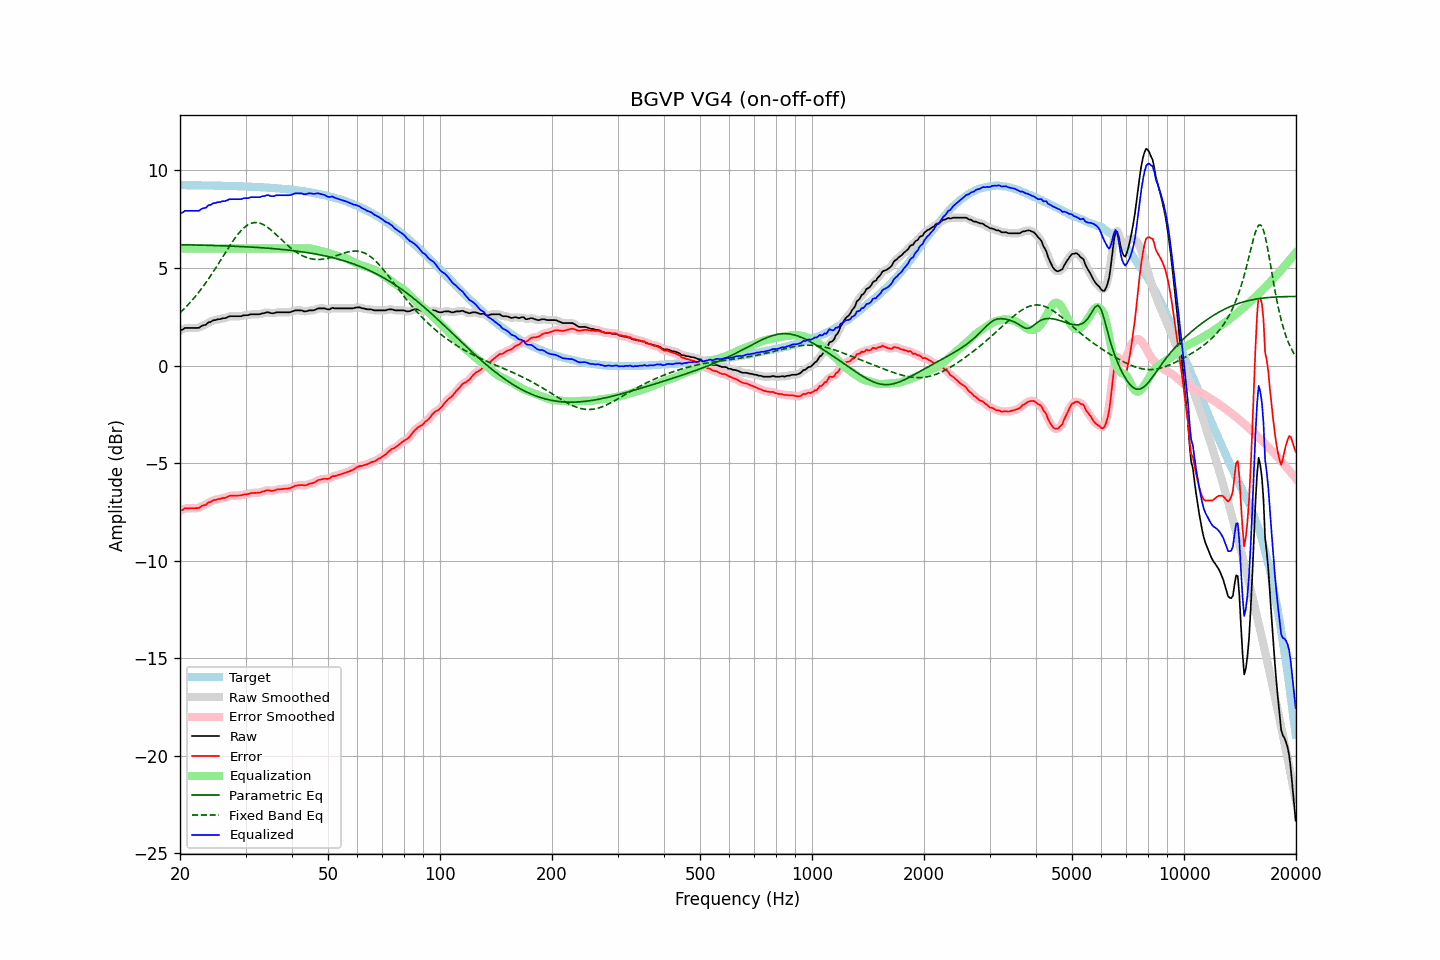 BGVP VG4 (on-off-off)
Amplitude (dBr)
10
5
0
−5
−10
−15
−20
−25
Target
Raw Smoothed
Error Smoothed
Raw
Error
Equalization
Parametric Eq
Fixed Band Eq
Equalized
20 50 100 200 500 1000 2000 5000 10000 20000
Frequency (Hz)